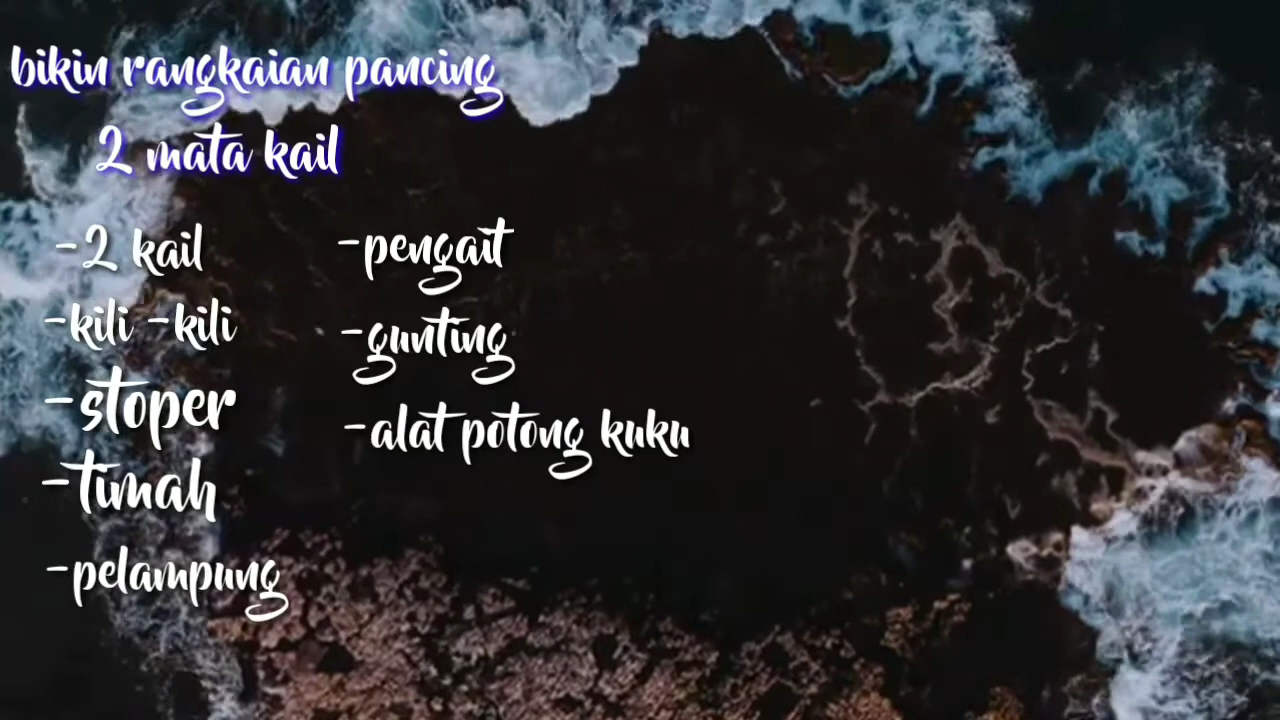 bikin rangkaian pancing
2 mata kail
-2 kail
-kili -kili
-stoper
-timah
-pelampung
-pengait
-gunting
-alat potong kuku